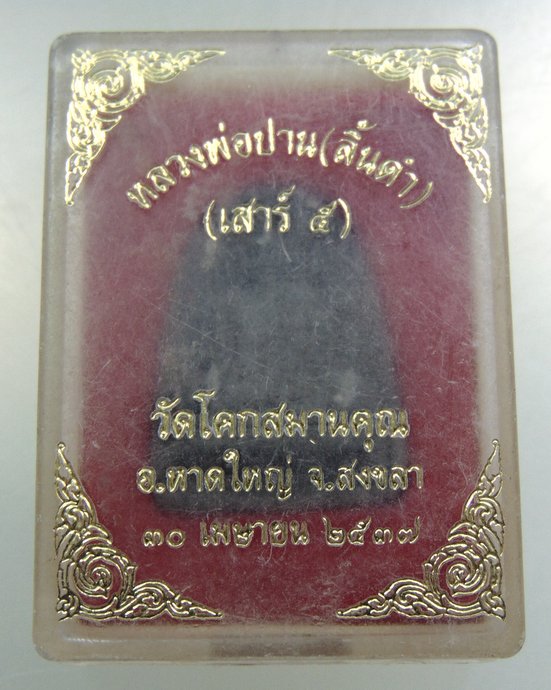 หลวงพ่อปาน(ลิ้นดำ)
(เสาร์ ๕)
วัดโคกสมานคุณ
อ.หาดใหญ่ จ.สงขลา
๓๐ เมษายน ๒๕๓๗